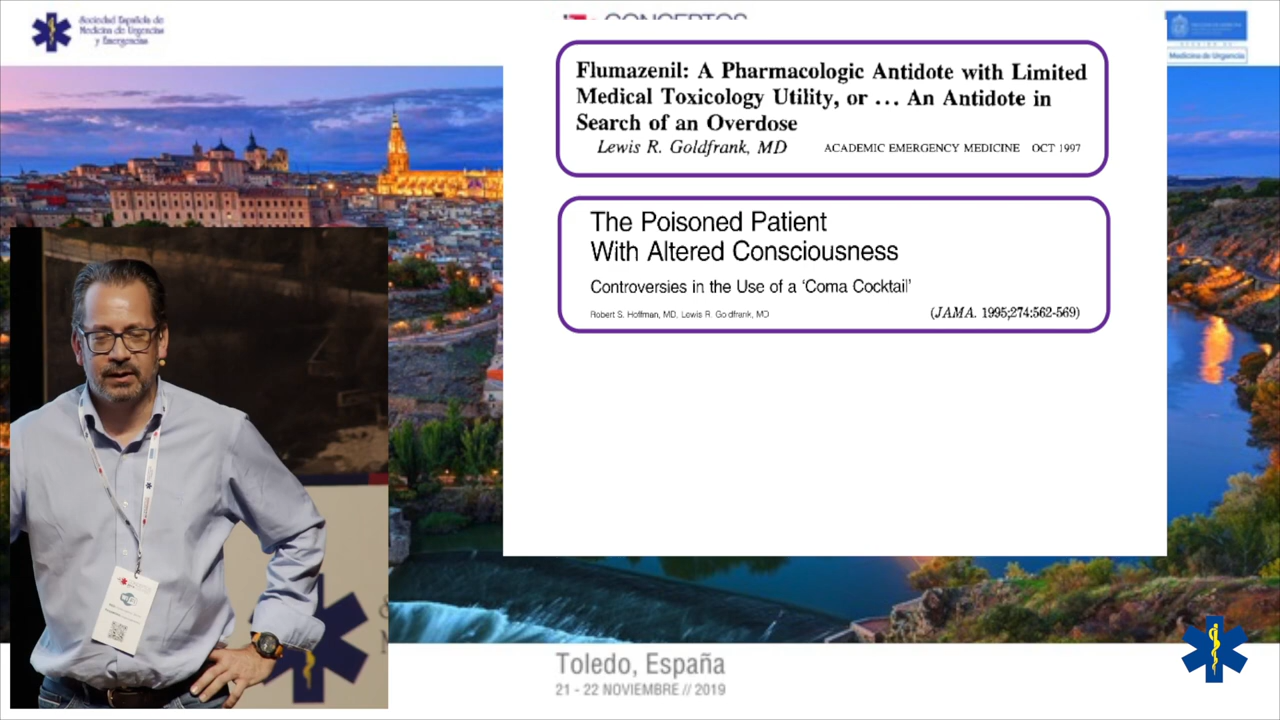 Sociedad Española de
Medicina de Urgencias
y Emergencias
CONCEPTOS
Flumazenil: A Pharmacologic Antidote with Limited
Medical Toxicology Utility, or ... An Antidote in
Search of an Overdose
Lewis R. Goldfrank, MD ACADEMIC EMERGENCY MEDICINE OCT 1997
The Poisoned Patient
With Altered Consciousness
Controversies in the Use of a ‘Coma Cocktail’
Robert S. Hoffman, MD, Lewis R. Goldfrank, MD (JAMA. 1995;274:562-569)
Medicina de Urgencia
Toledo, España
21 - 22 NOVIEMBRE // 2019